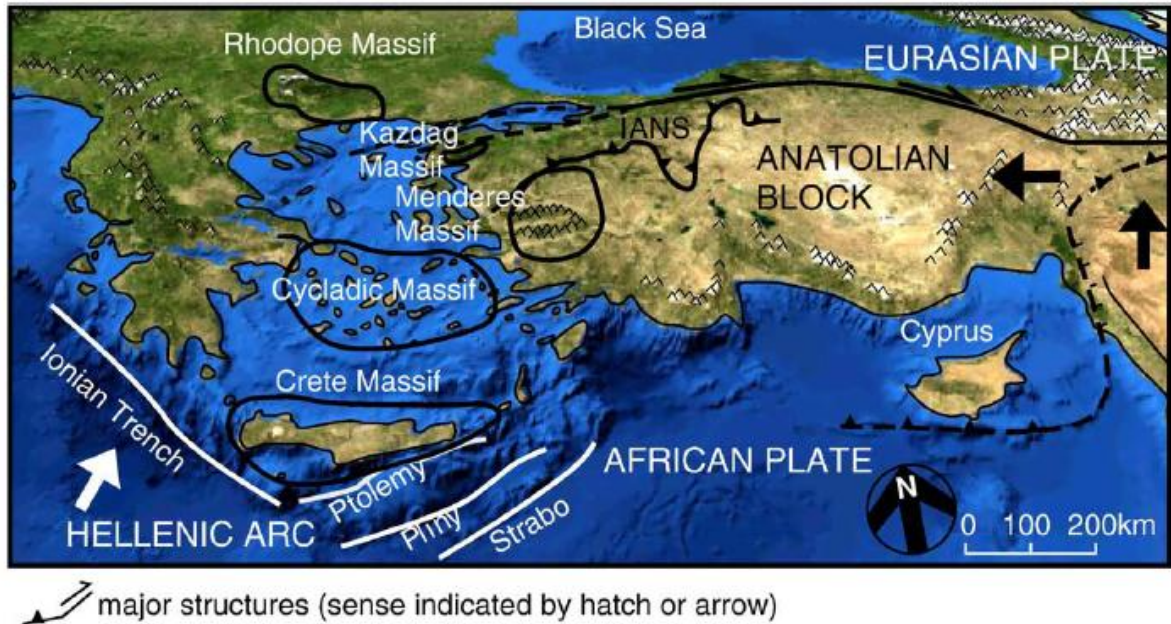 Rhodope Massif
Black Sea
EURASIAN PLATE
Kazdag
Massif
IANS
ANATOLIAN
BLOCK
Menderes
Massif
Cycladic Massif
Cyprus
Ionian Trench
Crete Massif
AFRICAN PLATE
Ptolemy
Pliny
Strabo
HELLENIC ARC
N
0 100 200km
major structures (sense indicated by hatch or arrow)